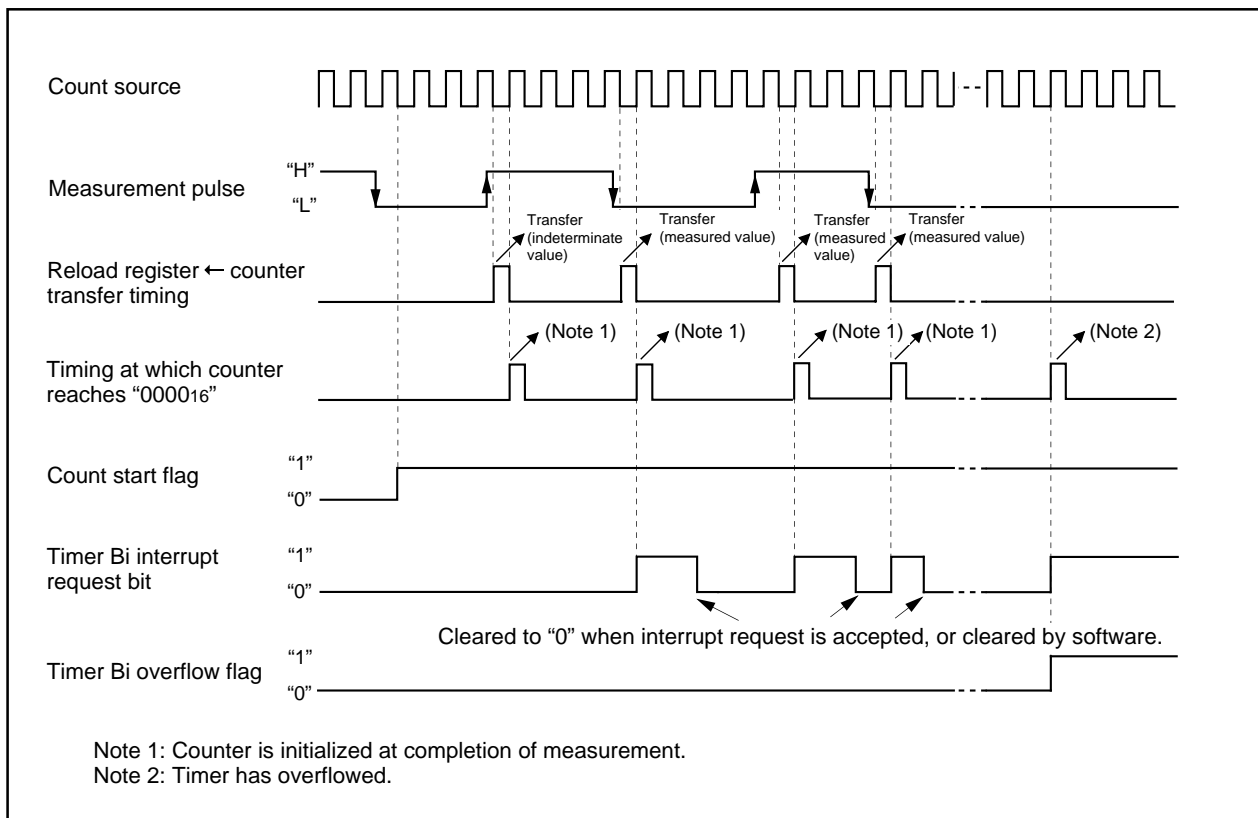 Count source
Measurement pulse
“H”
“L”
Transfer
(indeterminate
value)
Transfer
(measured value)
Transfer
(measured
value)
Transfer
(measured value)
Reload register ← counter
transfer timing
(Note 1)
(Note 1)
(Note 1)
(Note 1)
(Note 2)
Timing at which counter
reaches “000016”
Count start flag
“1”
“0”
Timer Bi interrupt
request bit
“1”
“0”
Cleared to “0” when interrupt request is accepted, or cleared by software.
Timer Bi overflow flag
“1”
“0”
Note 1: Counter is initialized at completion of measurement.
Note 2: Timer has overflowed.